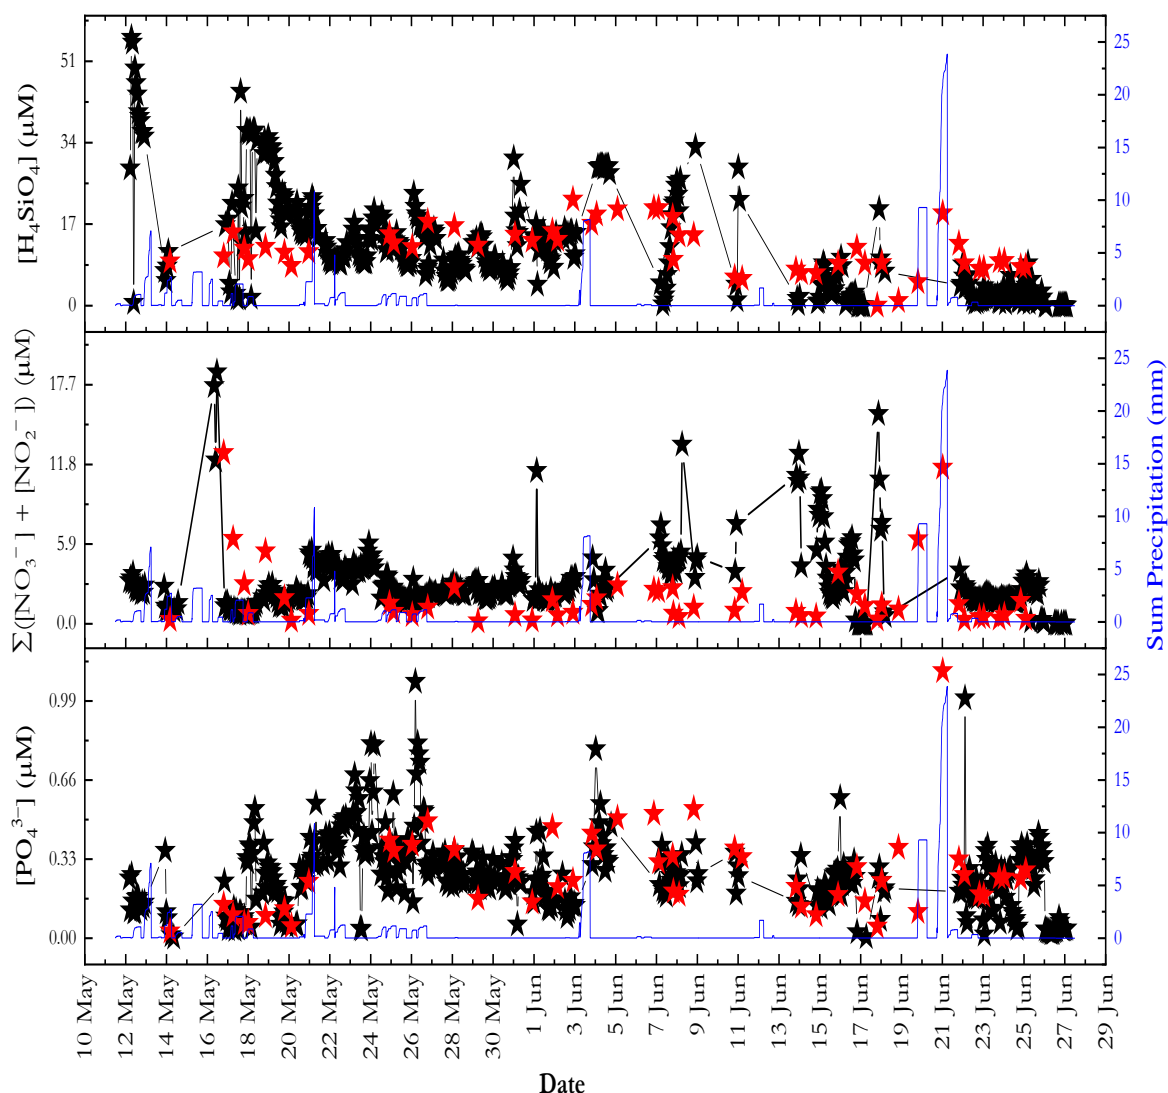 [H₄SiO₄] (μM)
51
34
17
0
25
20
15
10
5
0
Σ([NO₃⁻] + [NO₂⁻]) (μM)
17.7
11.8
5.9
0.0
25
20
15
10
5
0
Sum Precipitation (mm)
[PO₄³⁻] (μM)
0.99
0.66
0.33
0.00
25
20
15
10
5
0
10 May
12 May
14 May
16 May
18 May
20 May
22 May
24 May
26 May
28 May
30 May
1 Jun
3 Jun
5 Jun
7 Jun
9 Jun
11 Jun
13 Jun
15 Jun
17 Jun
19 Jun
21 Jun
23 Jun
25 Jun
27 Jun
29 Jun
Date